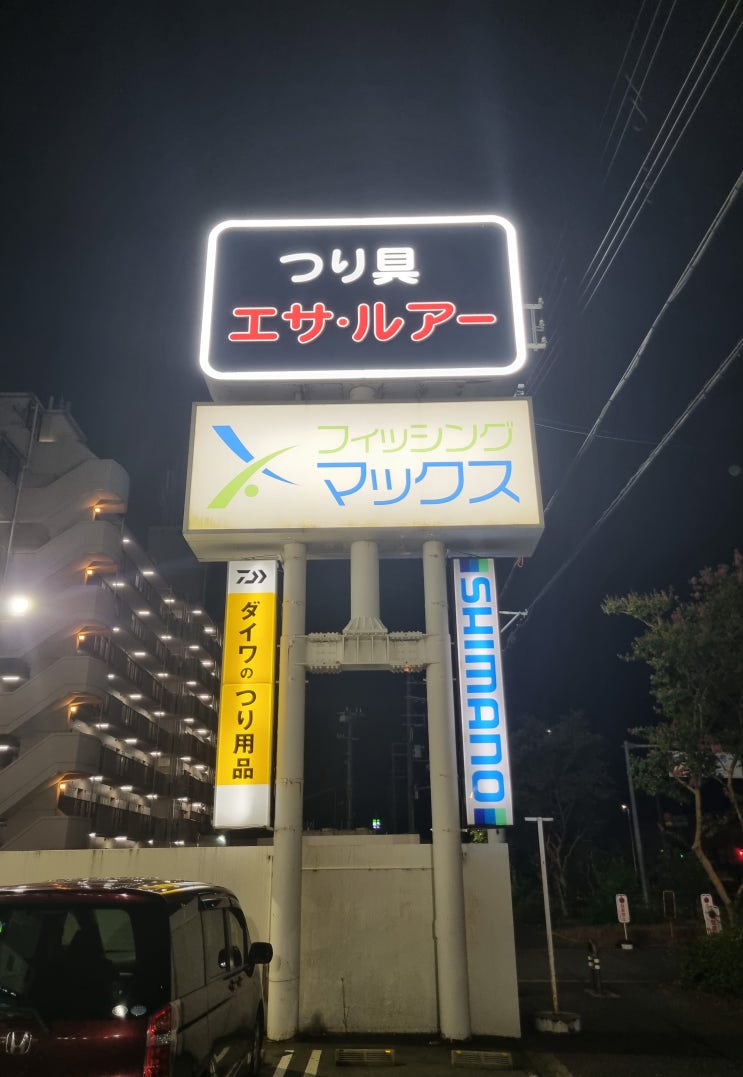 つり具
エサ・ルアー
フィッシング
マックス
ダイワのつり用品
SHIMANO